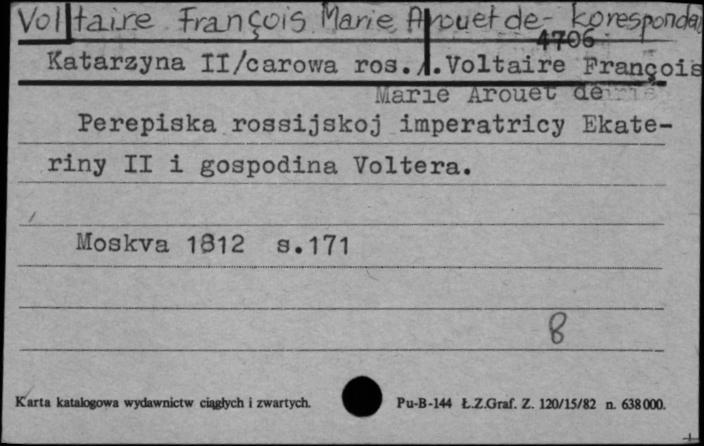 Voltaire François Marie Arouet de - koresponden
4706
Katarzyna II/carowa ros./.Voltaire François
Marie Arouet de
Perepiska rossijskoj imperatricy Ekate-
riny II i gospodina Voltera.
Moskva 1812 s.171
8
Karta katalogowa wydawnictw ciągłych i zwartych.
Pu-B-144 Ł.Z.Graf. Z. 120/15/82 n. 638000.